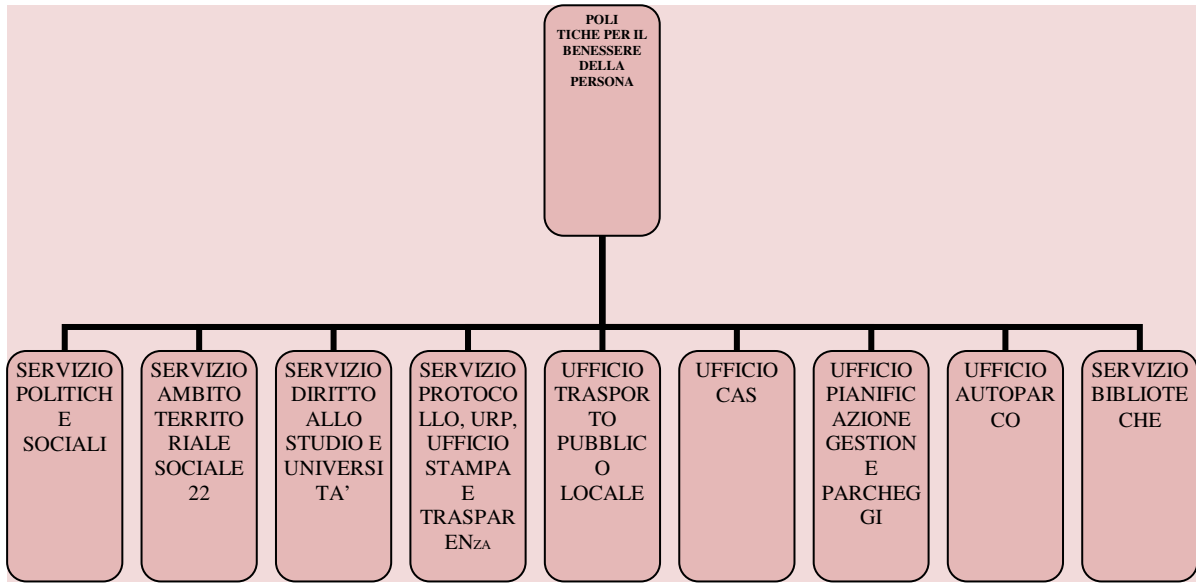 POLI
TICHE PER IL
BENESSERE
DELLA
PERSONA
SERVIZIO
POLITICH
E
SOCIALI
SERVIZIO
AMBITO
TERRITO
RIALE
SOCIALE
22
SERVIZIO
DIRITTO
ALLO
STUDIO E
UNIVERSI
TA’
SERVIZIO
PROTOCO
LLO, URP,
UFFICIO
STAMPA
E
TRASPAR
ENZA
UFFICIO
TRASPOR
TO
PUBBLIC
O
LOCALE
UFFICIO
CAS
UFFICIO
PIANIFIC
AZIONE
GESTION
E
PARCHEG
GI
UFFICIO
AUTOPAR
CO
SERVIZIO
BIBLIOTE
CHE